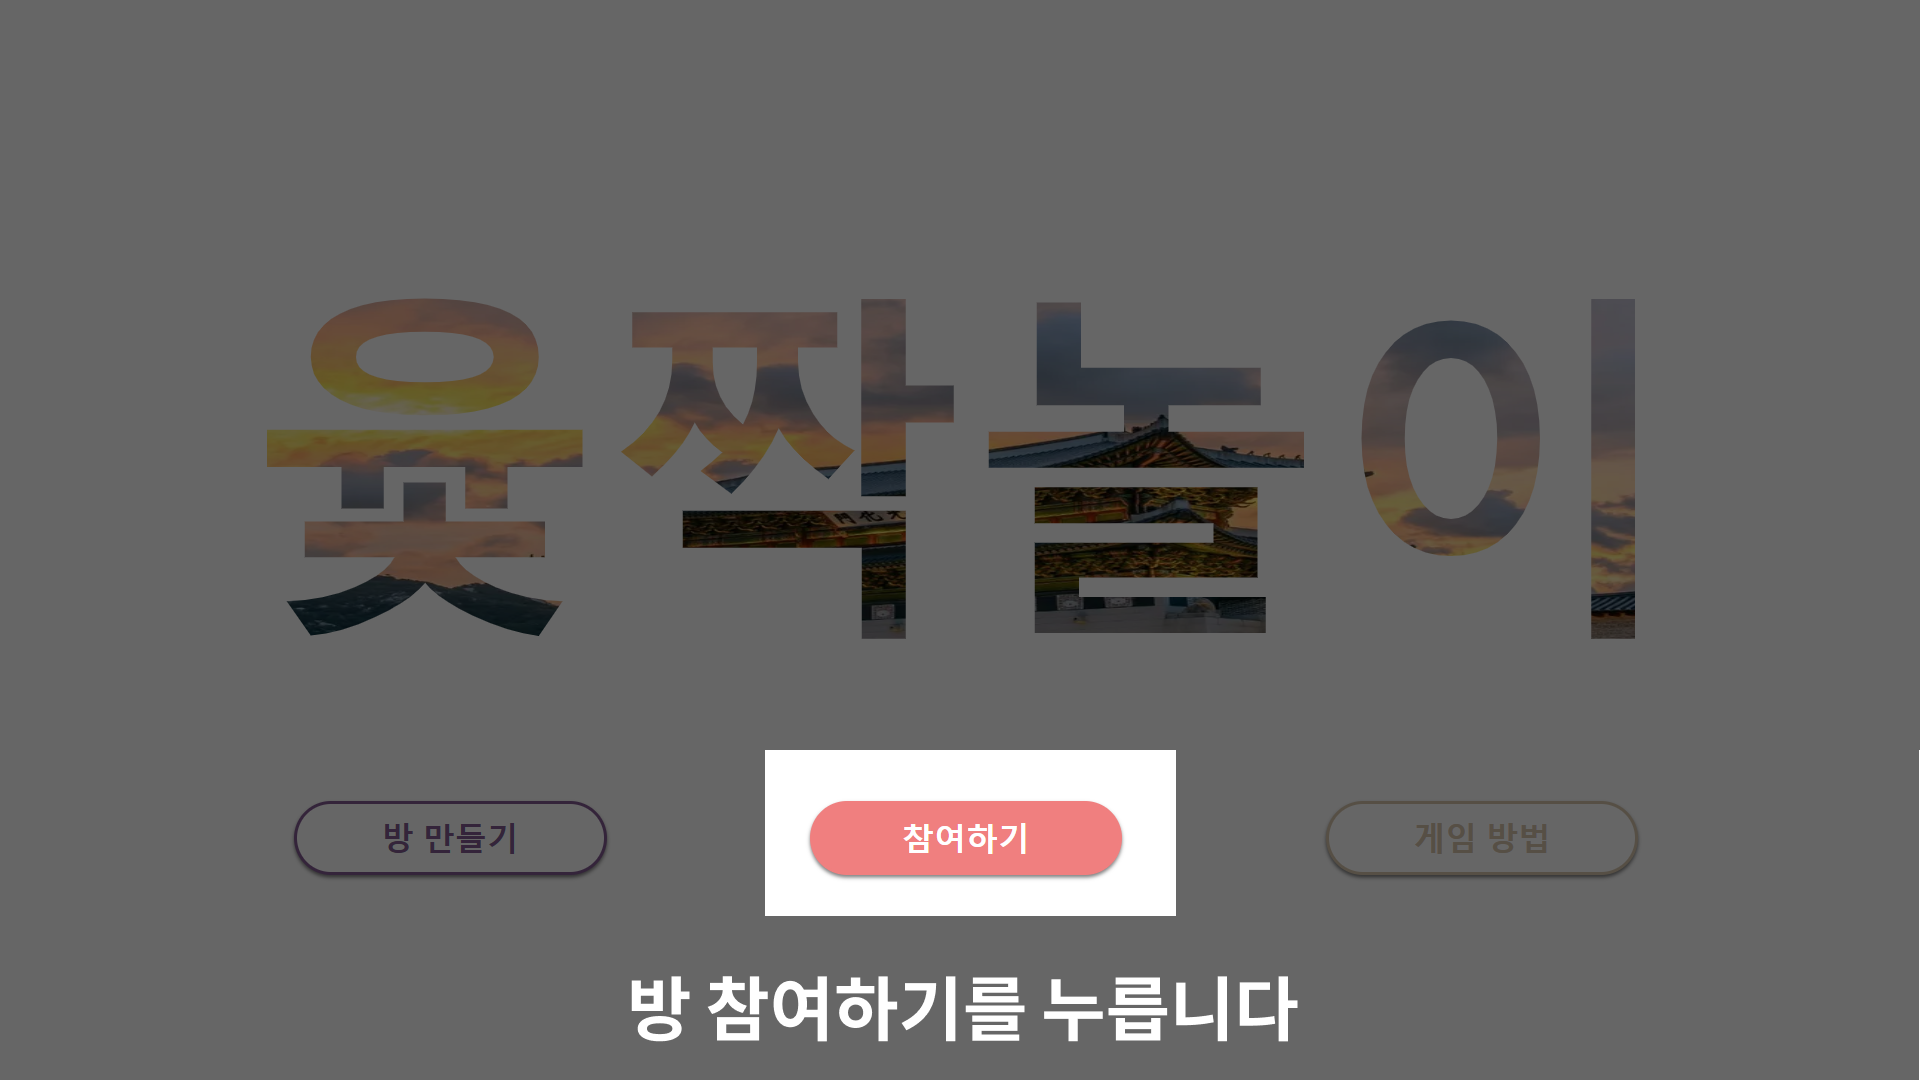 윷짝놀이
방 만들기
참여하기
게임 방법
방 참여하기를 누릅니다